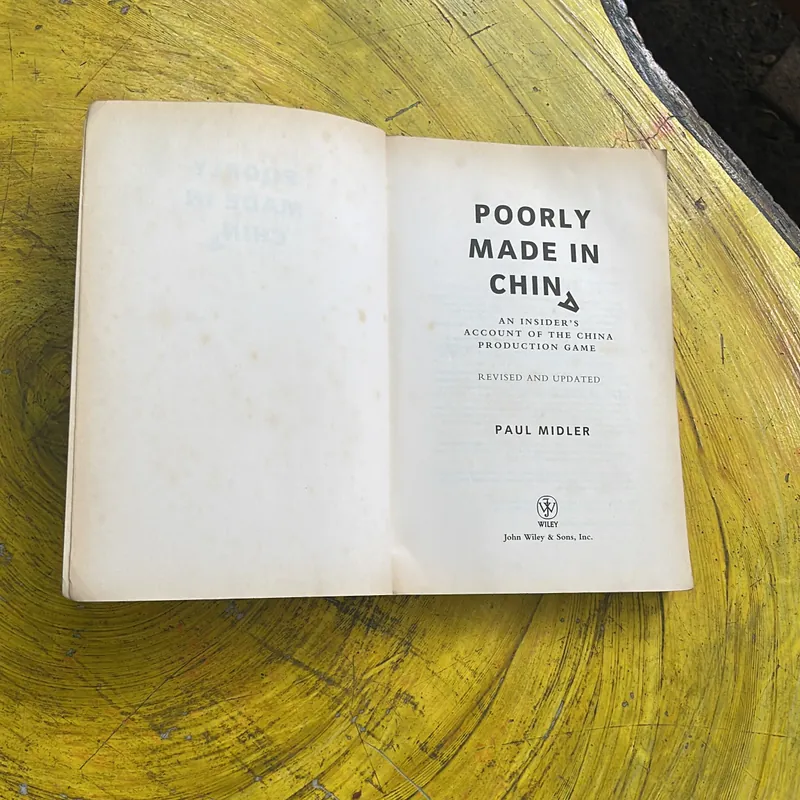 POORLY
MADE IN
CHINA
AN INSIDER'S
ACCOUNT OF THE CHINA
PRODUCTION GAME
REVISED AND UPDATED
PAUL MIDLER
WILEY
John Wiley & Sons, Inc.